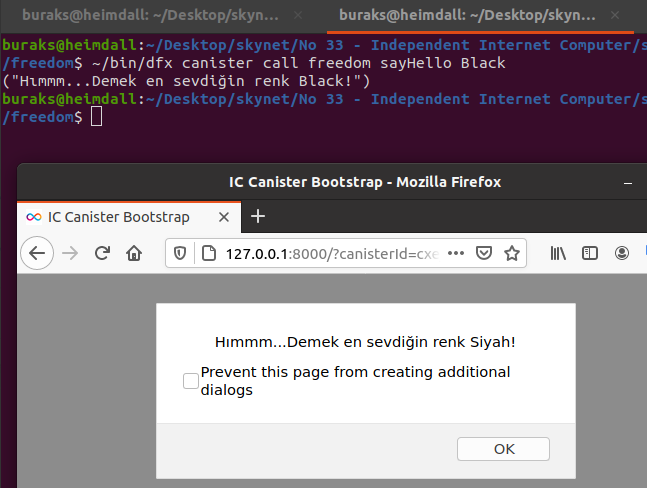 buraks@heimdall: ~/Desktop/skyn... × buraks@heimdall: ~/Desktop/skyn... ×
buraks@heimdall:~/Desktop/skynet/No 33 - Independent Internet Computer/s
/freedom$ ~/bin/dfx canister call freedom sayHello Black
("Hımmm...Demek en sevdiğin renk Black!")
buraks@heimdall:~/Desktop/skynet/No 33 - Independent Internet Computer/s
/freedom$
IC Canister Bootstrap - Mozilla Firefox
IC Canister Bootstrap
127.0.0.1:8000/?canisterId=cxe
Hımmm...Demek en sevdiğin renk Siyah!
Prevent this page from creating additional
dialogs
OK